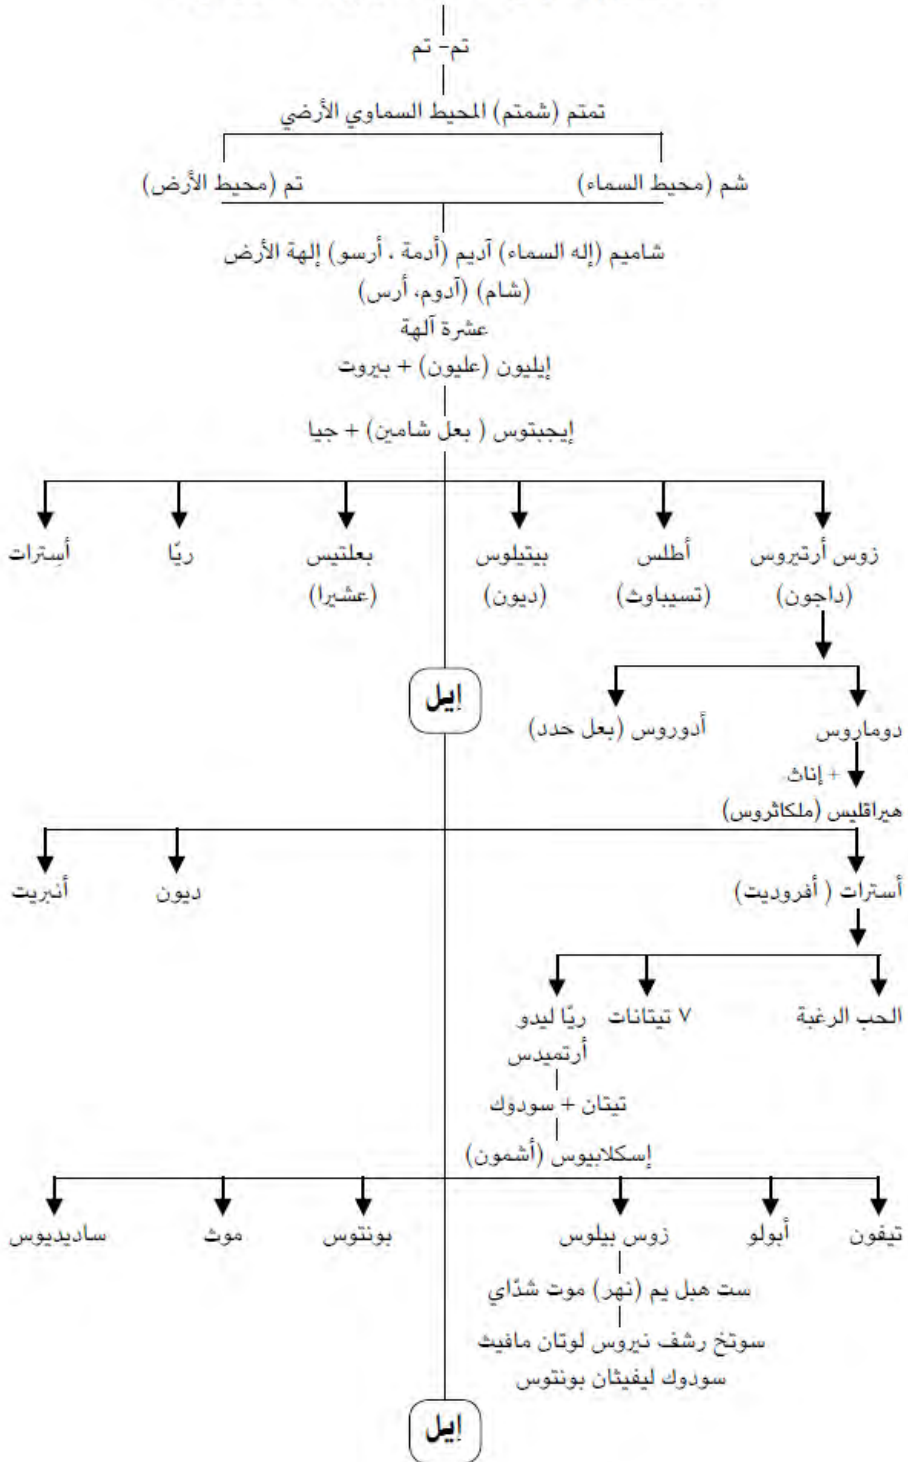 تم- تم
تمتم (شمتم) المحيط السماوي الأرضي
شم (محيط السماء) تم (محيط الأرض)
شاميم (إله السماء) آديم (أدمة ، أرسو) إلهة الأرض
(شام) (آدوم، أرس)
عشرة آلهة
إيليون (عليون) + بيروت
إيجبتوس ( بعل شامين) + جيا
زوس أرتيروس أطلس بيتيلوس بعلتيس ريّا أسِترات
(داجون) (تسيباوث) (ديون) (عشيرا)
إيل
دوماروس أدوروس (بعل حدد)
+ إناث
هيراقليس (ملكاثروس)
أسترات ( أفروديت) ديون أنبريت
الحب الرغبة ٧ تيتانات ريّا ليدو
أرتميدس
تيتان + سودوك
إسكلابيوس (أشمون)
تيفون أبولو زوس بيلوس بونتوس موث ساديديوس
ست هبل يم (نهر) موت شدّاي
سوتخ رشف نيروس لوتان مافيث
سودوك ليفيثان بونتوس
إيل